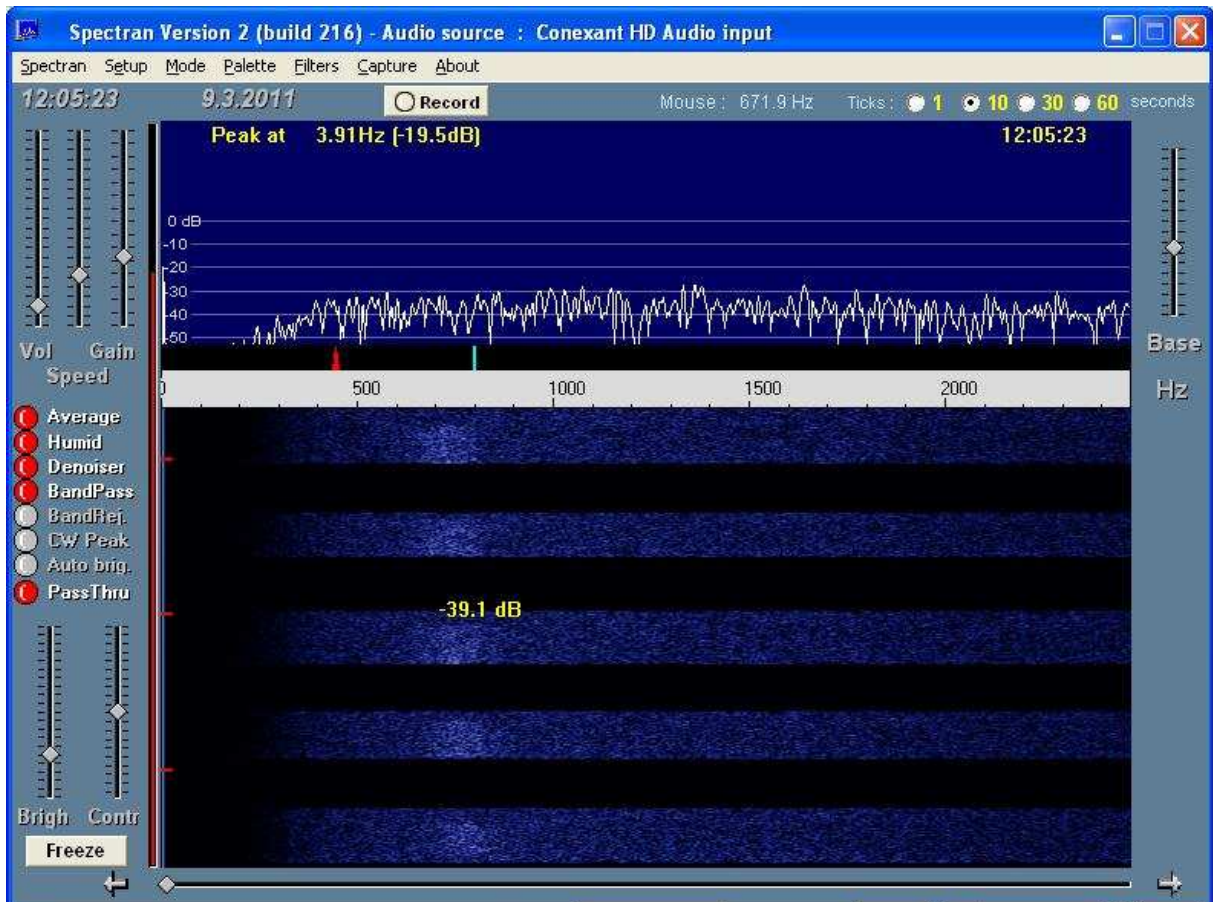 Spectran Version 2 (build 216) - Audio source : Conexant HD Audio input
Spectran Setup Mode Palette Filters Capture About
12:05:23 9.3.2011 Record Mouse : 671.9 Hz Ticks : 1 10 30 60 seconds
Peak at 3.91Hz (-19.5dB) 12:05:23
0 dB
-10
-20
-30
-40
-50
Vol Gain
Speed
Base
Hz
0 500 1000 1500 2000
Average
Humid
Denoiser
BandPass
BandRej.
CW Peak
Auto brig.
PassThru
-39.1 dB
Brigh Contr
Freeze